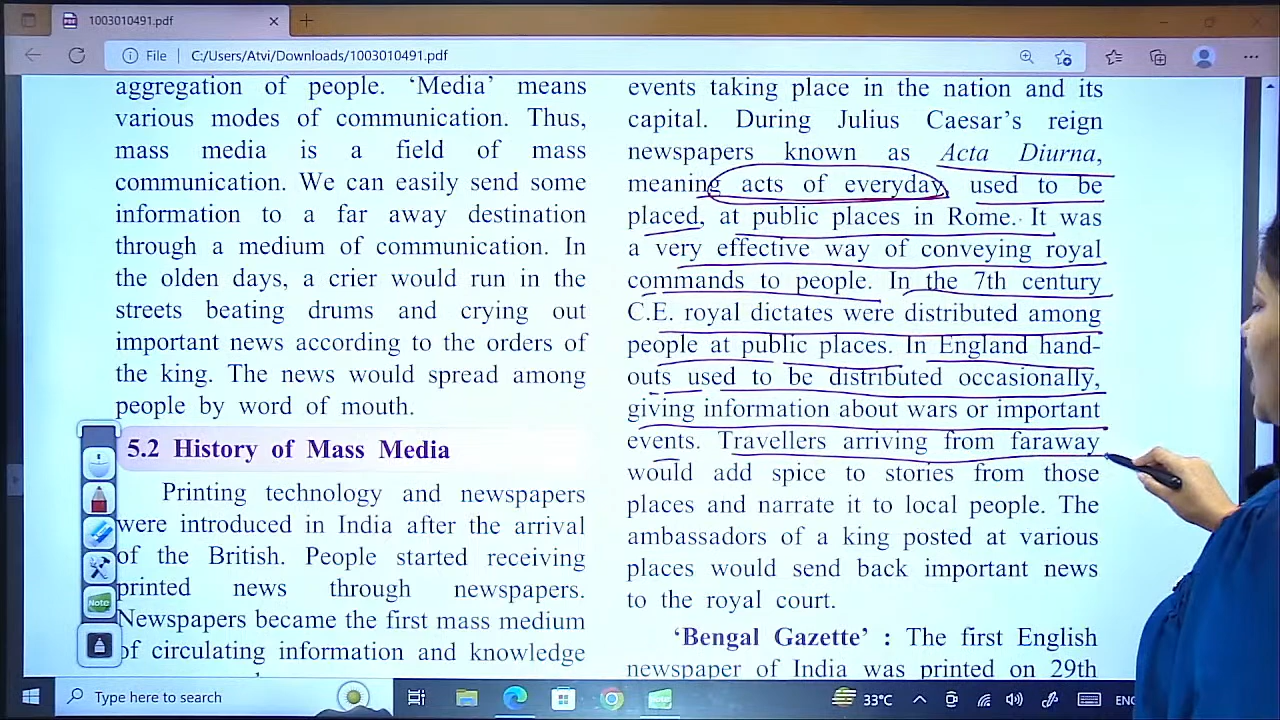 1003010491.pdf
File
C:/Users/Atvi/Downloads/1003010491.pdf
aggregation of people. ‘Media’ means
various modes of communication. Thus,
mass media is a field of mass
communication. We can easily send some
information to a far away destination
through a medium of communication. In
the olden days, a crier would run in the
streets beating drums and crying out
important news according to the orders of
the king. The news would spread among
people by word of mouth.
5.2 History of Mass Media
Printing technology and newspapers
were introduced in India after the arrival
of the British. People started receiving
printed news through newspapers.
Newspapers became the first mass medium
of circulating information and knowledge
events taking place in the nation and its
capital. During Julius Caesar’s reign
newspapers known as Acta Diurna,
meaning acts of everyday, used to be
placed, at public places in Rome. It was
a very effective way of conveying royal
commands to people. In the 7th century
C.E. royal dictates were distributed among
people at public places. In England hand-
outs used to be distributed occasionally,
giving information about wars or important
events. Travellers arriving from faraway
would add spice to stories from those
places and narrate it to local people. The
ambassadors of a king posted at various
places would send back important news
to the royal court.
‘Bengal Gazette’ : The first English
newspaper of India was printed on 29th
Note
Type here to search
Note
33°C
ENG